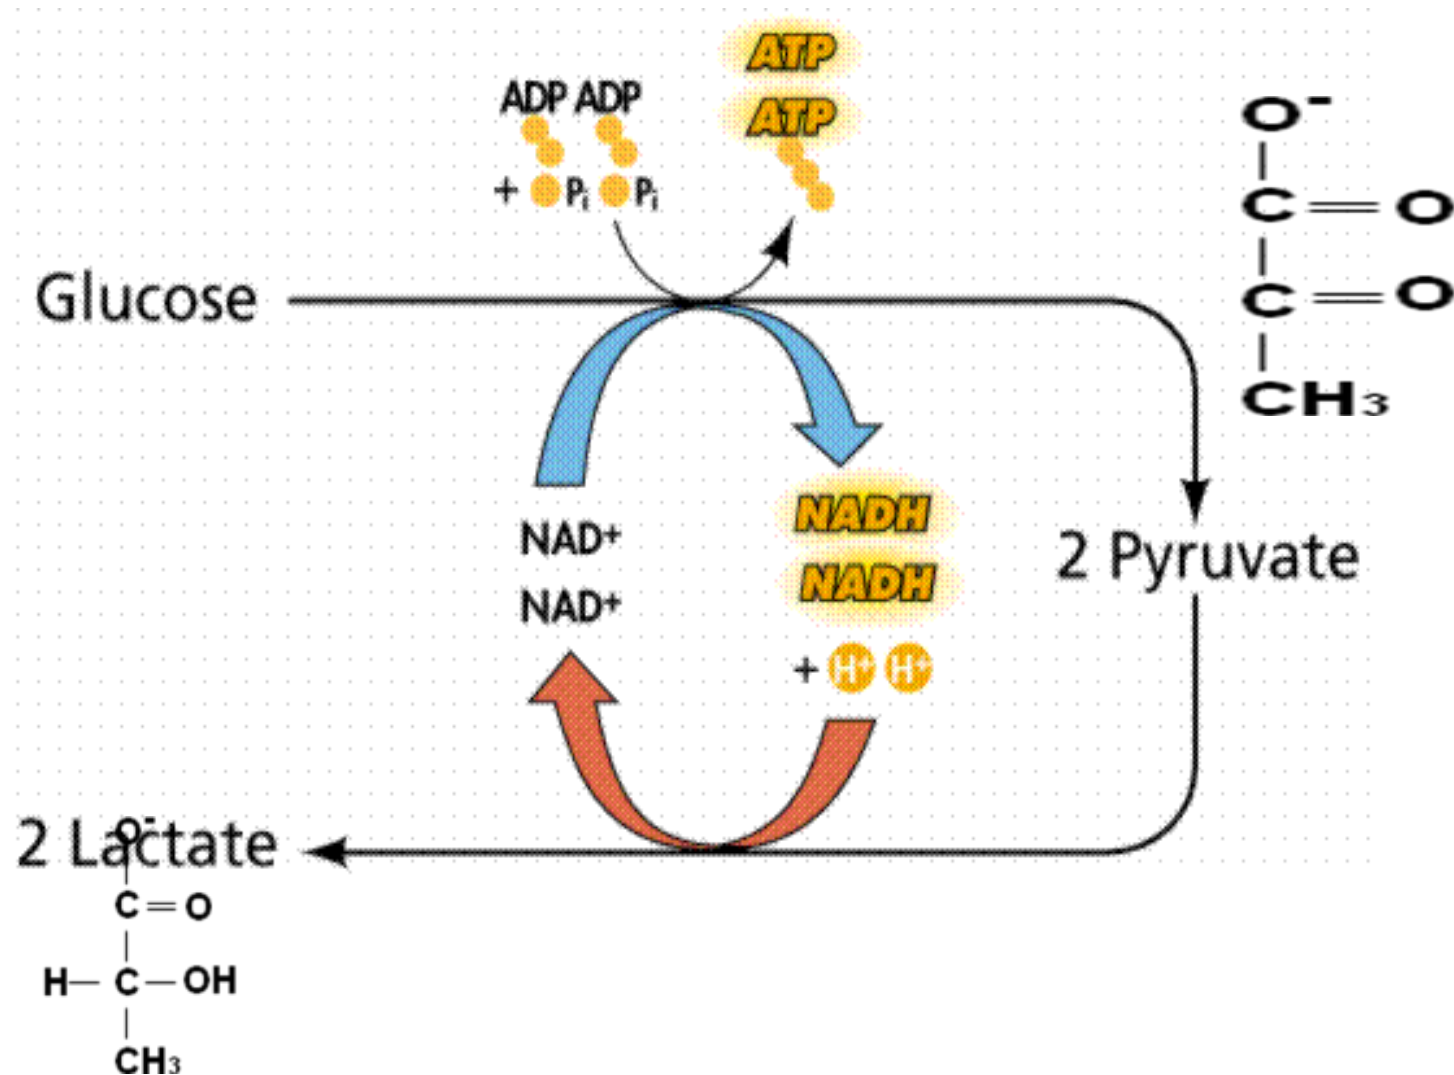 ATP
ATP
ADP ADP
+ Pi Pi
Glucose
O-
C = O
C = O
CH3
NAD+
NAD+
NADH
NADH
+ H+ H+
2 Pyruvate
2 Lactate
O-
C = O
H — C — OH
CH3